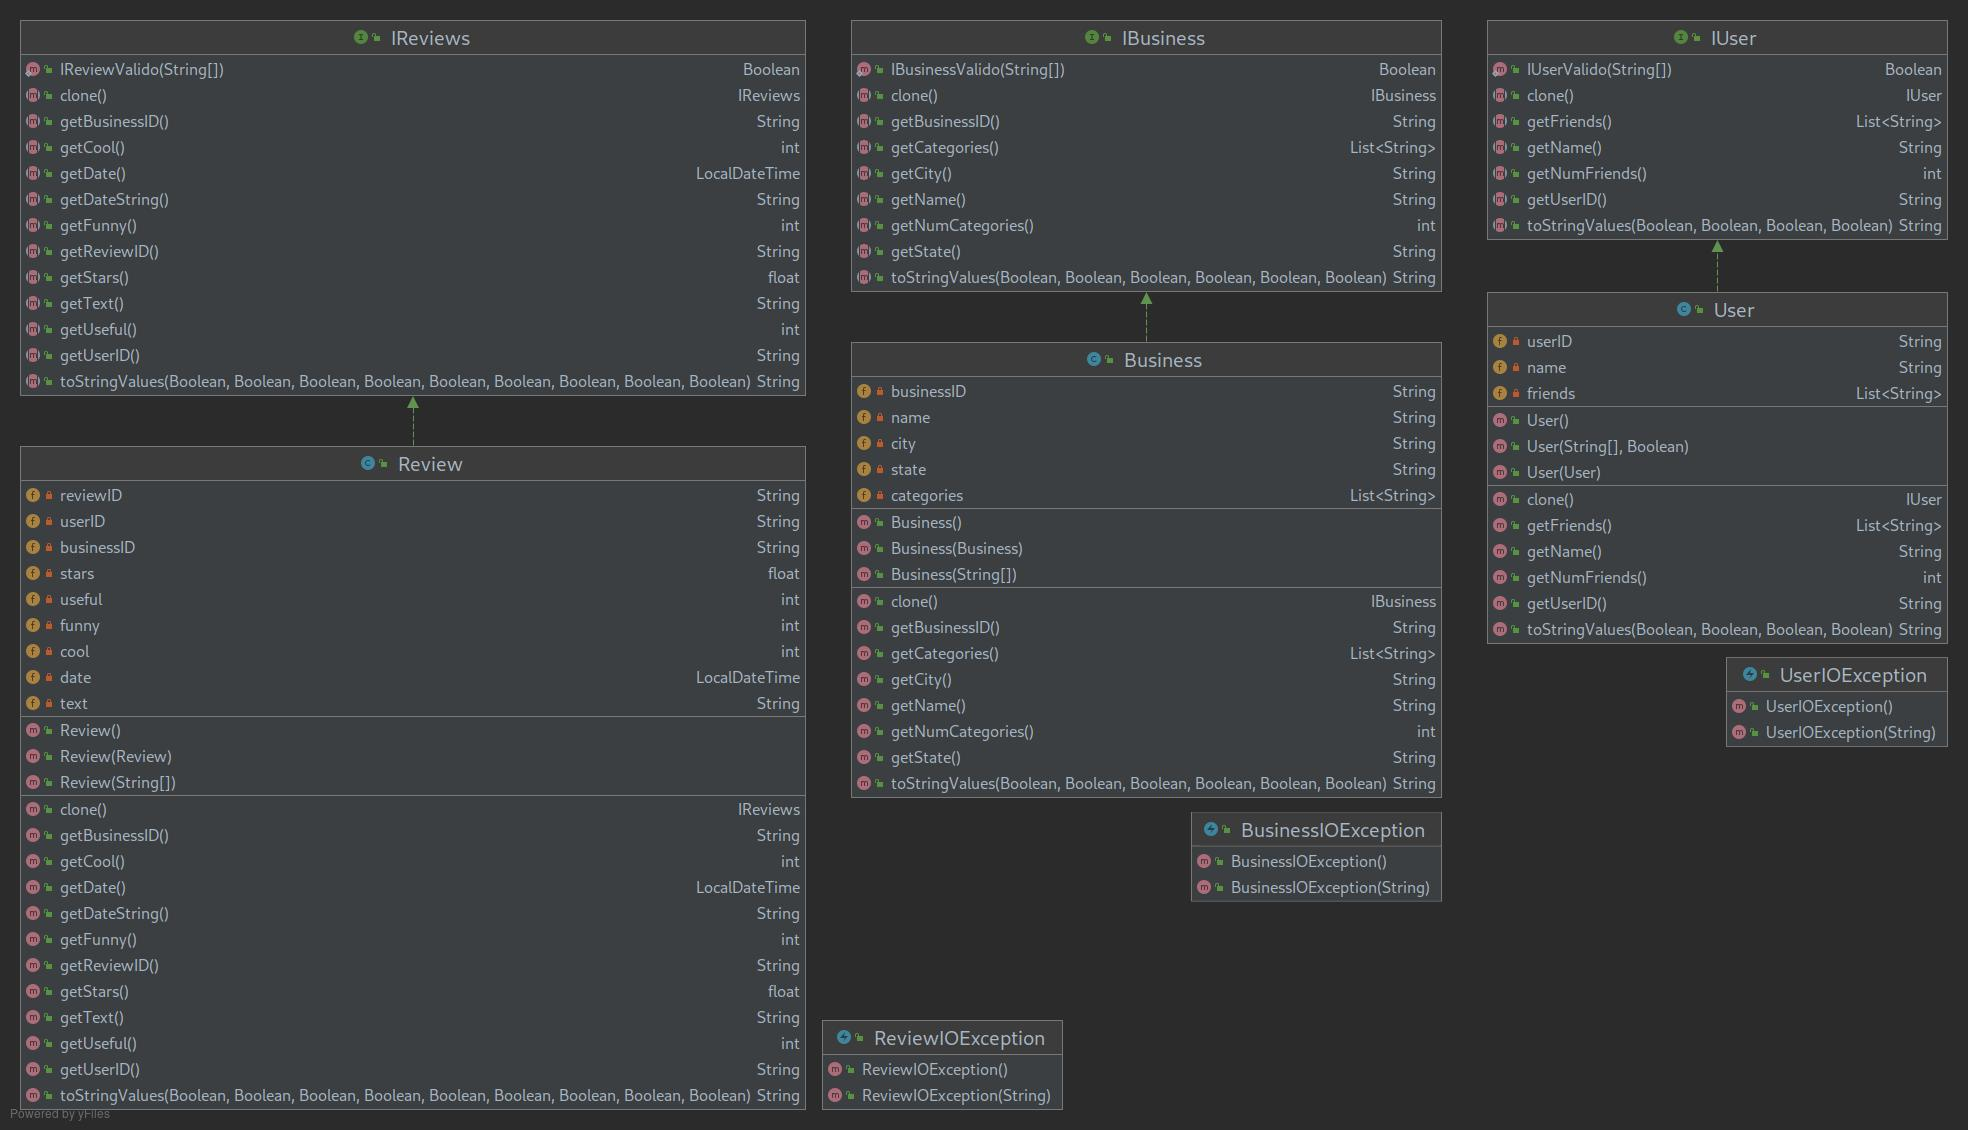 IReviews
IReviewValido(String[]) Boolean
clone() IReviews
getBusinessID() String
getCool() int
getDate() LocalDateTime
getDateString() String
getFunny() int
getReviewID() String
getStars() float
getText() String
getUseful() int
getUserID() String
toStringValues(Boolean, Boolean, Boolean, Boolean, Boolean, Boolean, Boolean, Boolean, Boolean) String
Review
reviewID String
userID String
businessID String
stars float
useful int
funny int
cool int
date LocalDateTime
text String
Review()
Review(Review)
Review(String[])
clone() IReviews
getBusinessID() String
getCool() int
getDate() LocalDateTime
getDateString() String
getFunny() int
getReviewID() String
getStars() float
getText() String
getUseful() int
getUserID() String
toStringValues(Boolean, Boolean, Boolean, Boolean, Boolean, Boolean, Boolean, Boolean, Boolean) String
Powered by yFiles
IBusiness
IBusinessValido(String[]) Boolean
clone() IBusiness
getBusinessID() String
getCategories() List<String>
getCity() String
getName() String
getNumCategories() int
getState() String
toStringValues(Boolean, Boolean, Boolean, Boolean, Boolean, Boolean) String
Business
businessID String
name String
city String
state String
categories List<String>
Business()
Business(Business)
Business(String[])
clone() IBusiness
getBusinessID() String
getCategories() List<String>
getCity() String
getName() String
getNumCategories() int
getState() String
toStringValues(Boolean, Boolean, Boolean, Boolean, Boolean, Boolean) String
BusinessIOException
BusinessIOException()
BusinessIOException(String)
ReviewIOException
ReviewIOException()
ReviewIOException(String)
IUser
IUserValido(String[]) Boolean
clone() IUser
getFriends() List<String>
getName() String
getNumFriends() int
getUserID() String
toStringValues(Boolean, Boolean, Boolean, Boolean) String
User
userID String
name String
friends List<String>
User()
User(String[], Boolean)
User(User)
clone() IUser
getFriends() List<String>
getName() String
getNumFriends() int
getUserID() String
toStringValues(Boolean, Boolean, Boolean, Boolean) String
UserIOException
UserIOException()
UserIOException(String)